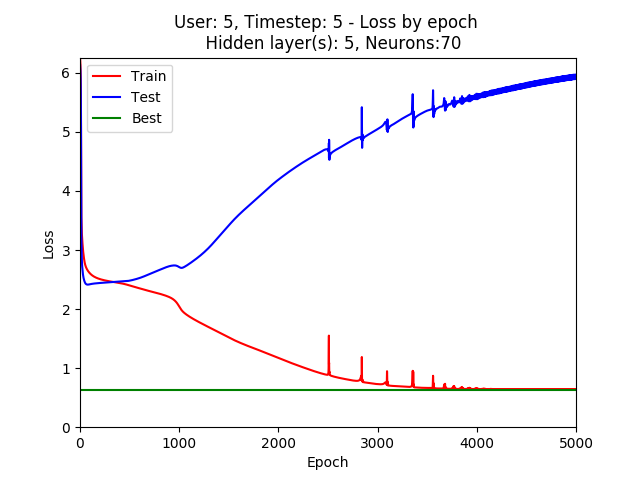 User: 5, Timestep: 5 - Loss by epoch
Hidden layer(s): 5, Neurons:70
Train
Test
Best
Loss
6
5
4
3
2
1
0
0 1000 2000 3000 4000 5000
Epoch